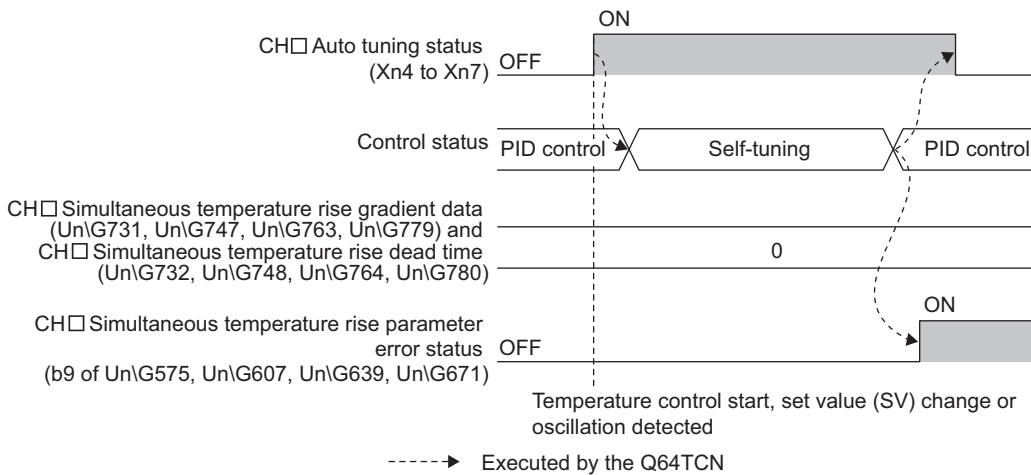 ON
CH□ Auto tuning status
(Xn4 to Xn7)
OFF
Control status
PID control
Self-tuning
PID control
CH□ Simultaneous temperature rise gradient data
(Un\G731, Un\G747, Un\G763, Un\G779) and
CH□ Simultaneous temperature rise dead time
(Un\G732, Un\G748, Un\G764, Un\G780)
0
ON
CH□ Simultaneous temperature rise parameter
error status
(b9 of Un\G575, Un\G607, Un\G639, Un\G671)
OFF
Temperature control start, set value (SV) change or
oscillation detected
Executed by the Q64TCN